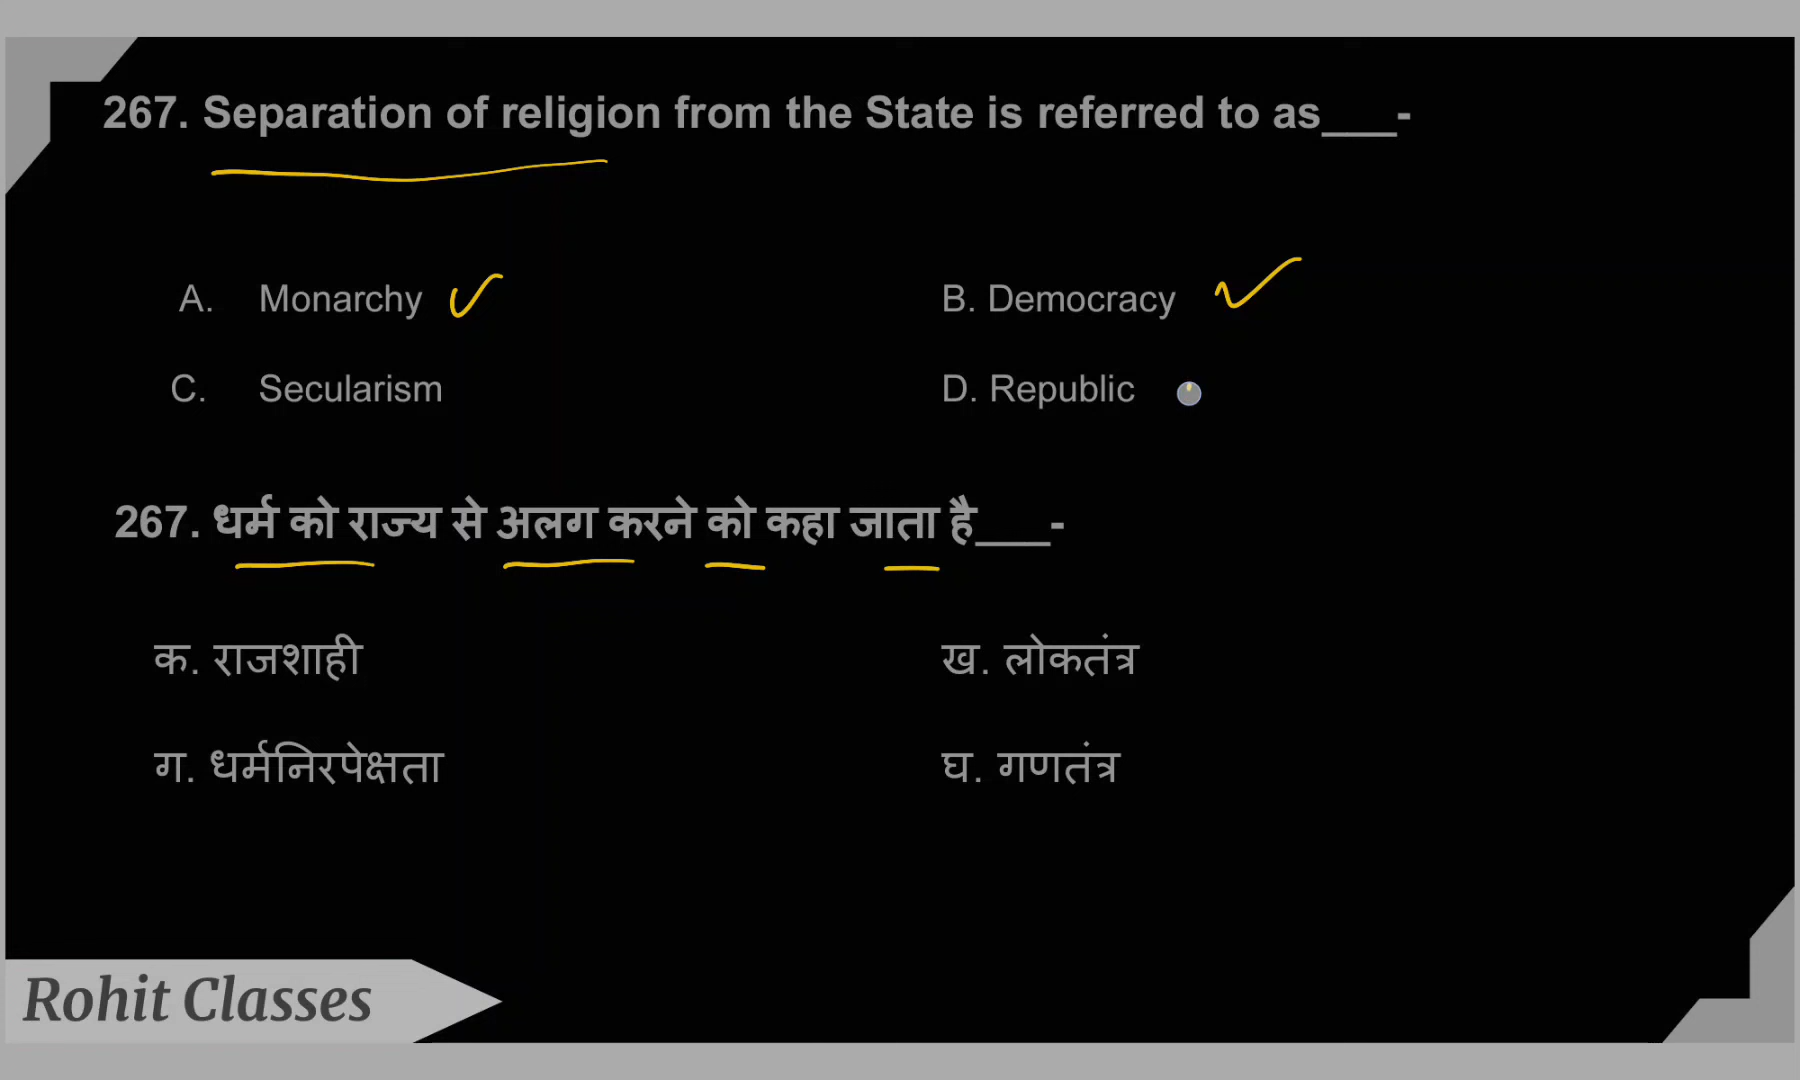 267. Separation of religion from the State is referred to as___-
A. Monarchy B. Democracy
C. Secularism D. Republic
267. धर्म को राज्य से अलग करने को कहा जाता है___-
क. राजशाही ख. लोकतंत्र
ग. धर्मनिरपेक्षता घ. गणतंत्र
Rohit Classes